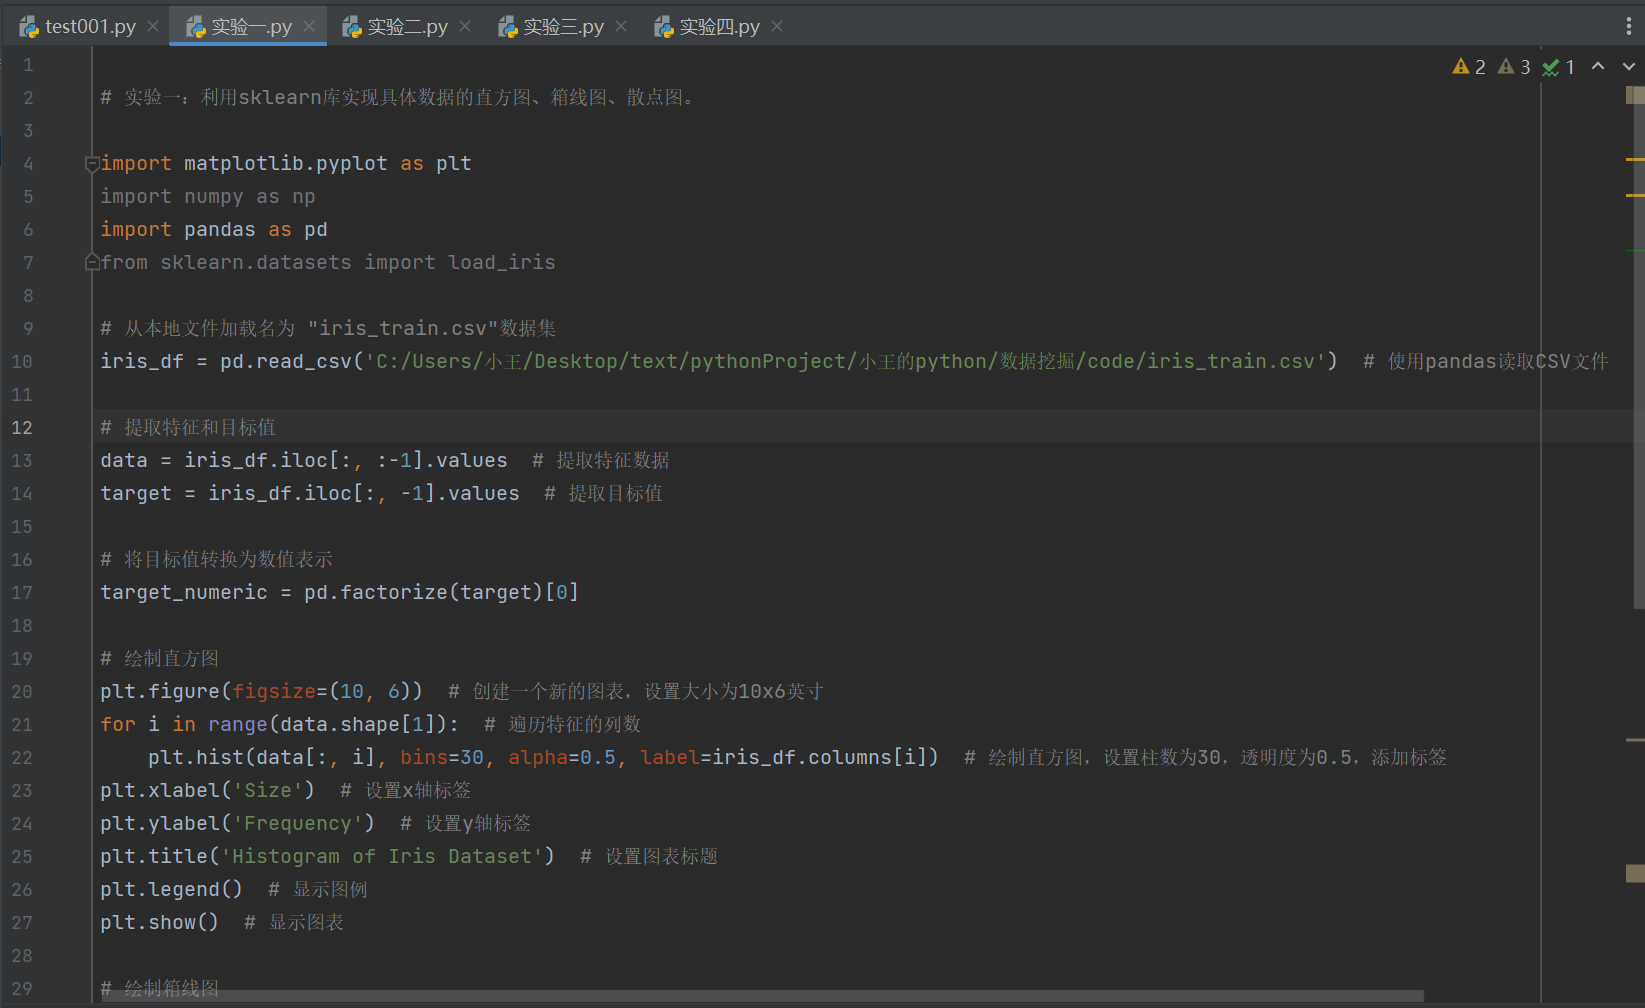 test001.py 实验一.py 实验二.py 实验三.py 实验四.py
2 3 1
1
2 # 实验一：利用sklearn库实现具体数据的直方图、箱线图、散点图。
3
4 import matplotlib.pyplot as plt
5 import numpy as np
6 import pandas as pd
7 from sklearn.datasets import load_iris
8
9 # 从本地文件加载名为 "iris_train.csv"数据集
10 iris_df = pd.read_csv('C:/Users/小王/Desktop/text/pythonProject/小王的python/数据挖掘/code/iris_train.csv')  # 使用pandas读取CSV文件
11
12 # 提取特征和目标值
13 data = iris_df.iloc[:, :-1].values  # 提取特征数据
14 target = iris_df.iloc[:, -1].values  # 提取目标值
15
16 # 将目标值转换为数值表示
17 target_numeric = pd.factorize(target)[0]
18
19 # 绘制直方图
20 plt.figure(figsize=(10, 6))  # 创建一个新的图表，设置大小为10x6英寸
21 for i in range(data.shape[1]):  # 遍历特征的列数
22     plt.hist(data[:, i], bins=30, alpha=0.5, label=iris_df.columns[i])  # 绘制直方图，设置柱数为30，透明度为0.5，添加标签
23 plt.xlabel('Size')  # 设置x轴标签
24 plt.ylabel('Frequency')  # 设置y轴标签
25 plt.title('Histogram of Iris Dataset')  # 设置图表标题
26 plt.legend()  # 显示图例
27 plt.show()  # 显示图表
28
29 # 绘制箱线图